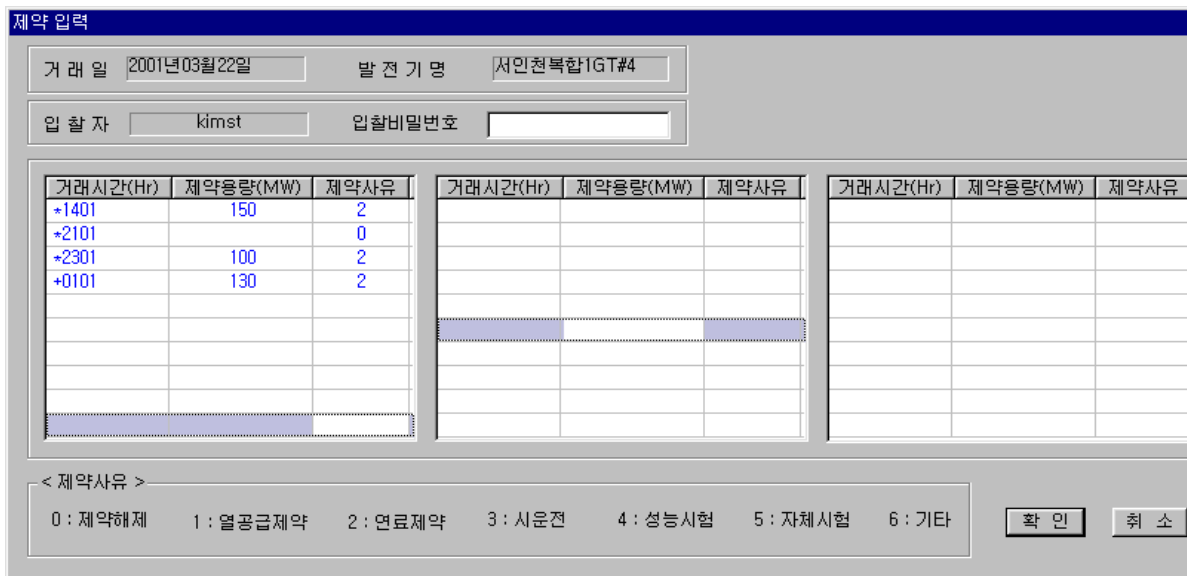 제약 입력
거 래 일 2001년03월22일 발 전 기 명 서인천복합1GT#4
입 찰 자 kimst 입찰비밀번호
거래시간(Hr) 제약용량(MW) 제약사유 거래시간(Hr) 제약용량(MW) 제약사유 거래시간(Hr) 제약용량(MW) 제약사유
*1401 150 2
*2101 0
*2301 100 2
+0101 130 2
< 제약사유 >
0 : 제약해제 1 : 열공급제약 2 : 연료제약 3 : 시운전 4 : 성능시험 5 : 자체시험 6 : 기타 확 인 취 소